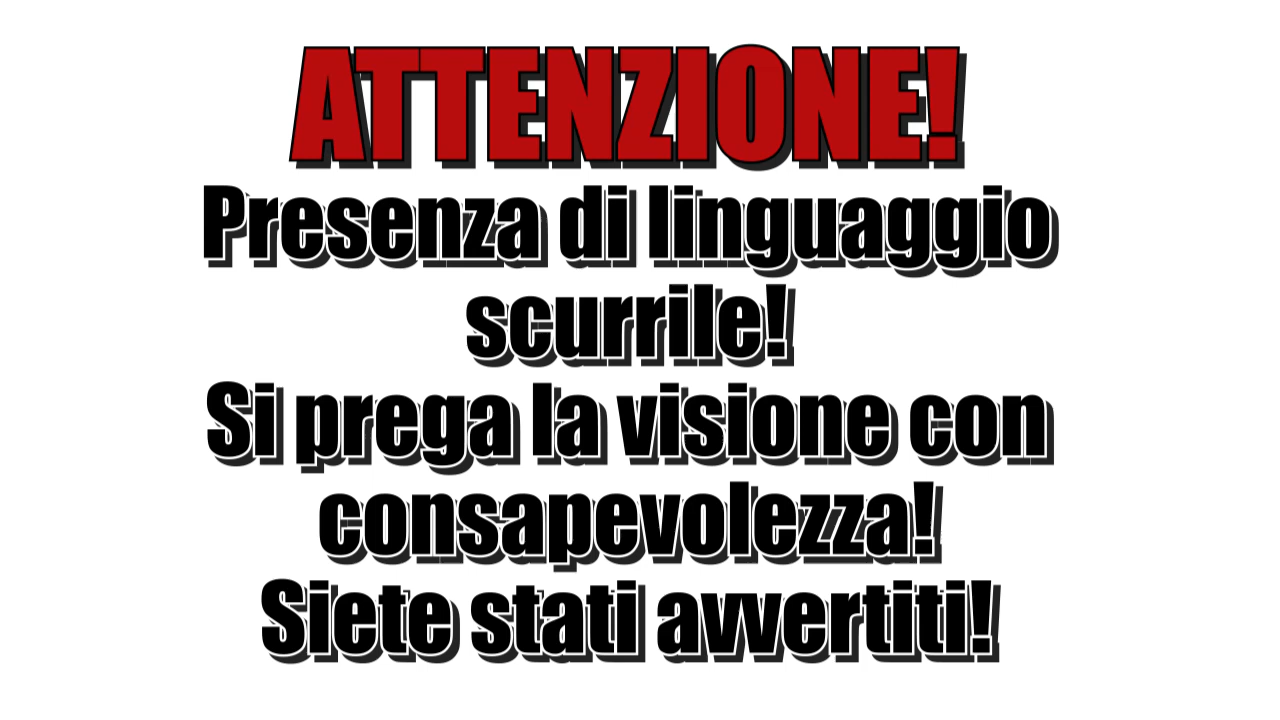 ATTENZIONE!
Presenza di linguaggio
scurrile!
Si prega la visione con
consapevolezza!
Siete stati avvertiti!